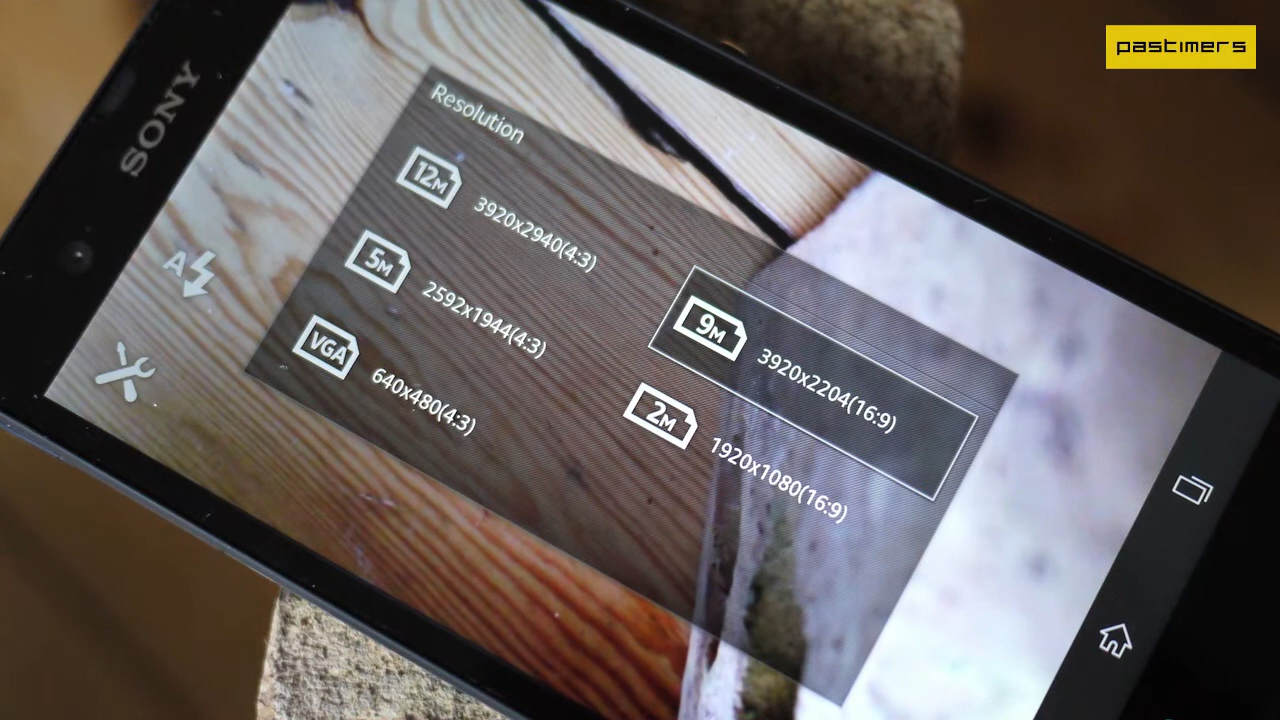 pastimers
SONY
A
Resolution
12M
3920x2940(4:3)
5M
2592x1944(4:3)
VGA
640x480(4:3)
9M
3920x2204(16:9)
2M
1920x1080(16:9)